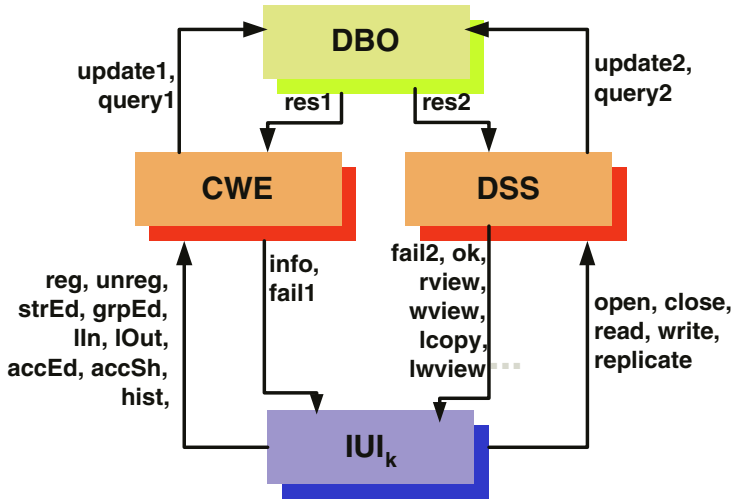 DBO
update1,
query1
res1
res2
update2,
query2
CWE
DSS
reg, unreg,
strEd, grpEd,
lIn, lOut,
accEd, accSh,
hist,
info,
fail1
fail2, ok,
rview,
wview,
lcopy,
lwview
open, close,
read, write,
replicate
IUIk